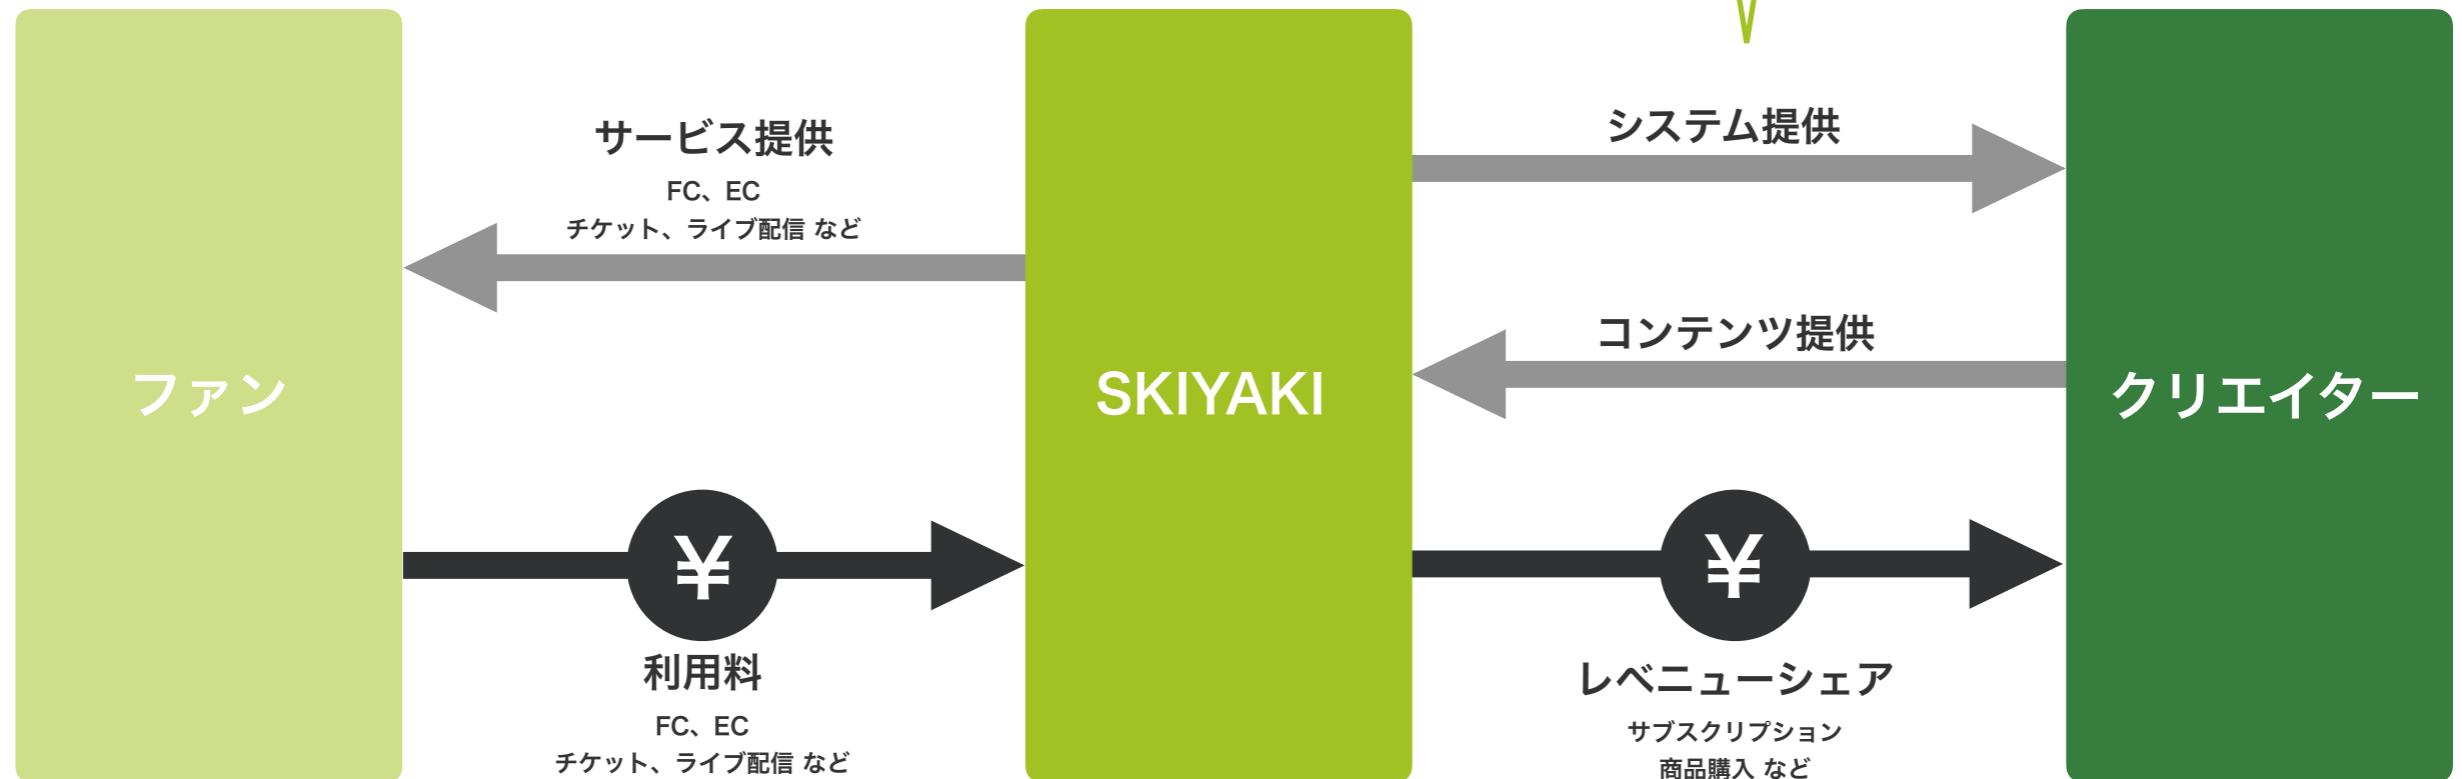 ファン
サービス提供
FC、EC
チケット、ライブ配信 など
¥
利用料
FC、EC
チケット、ライブ配信 など
SKIYAKI
システム提供
コンテンツ提供
¥
レベニューシェア
サブスクリプション
商品購入 など
クリエイター